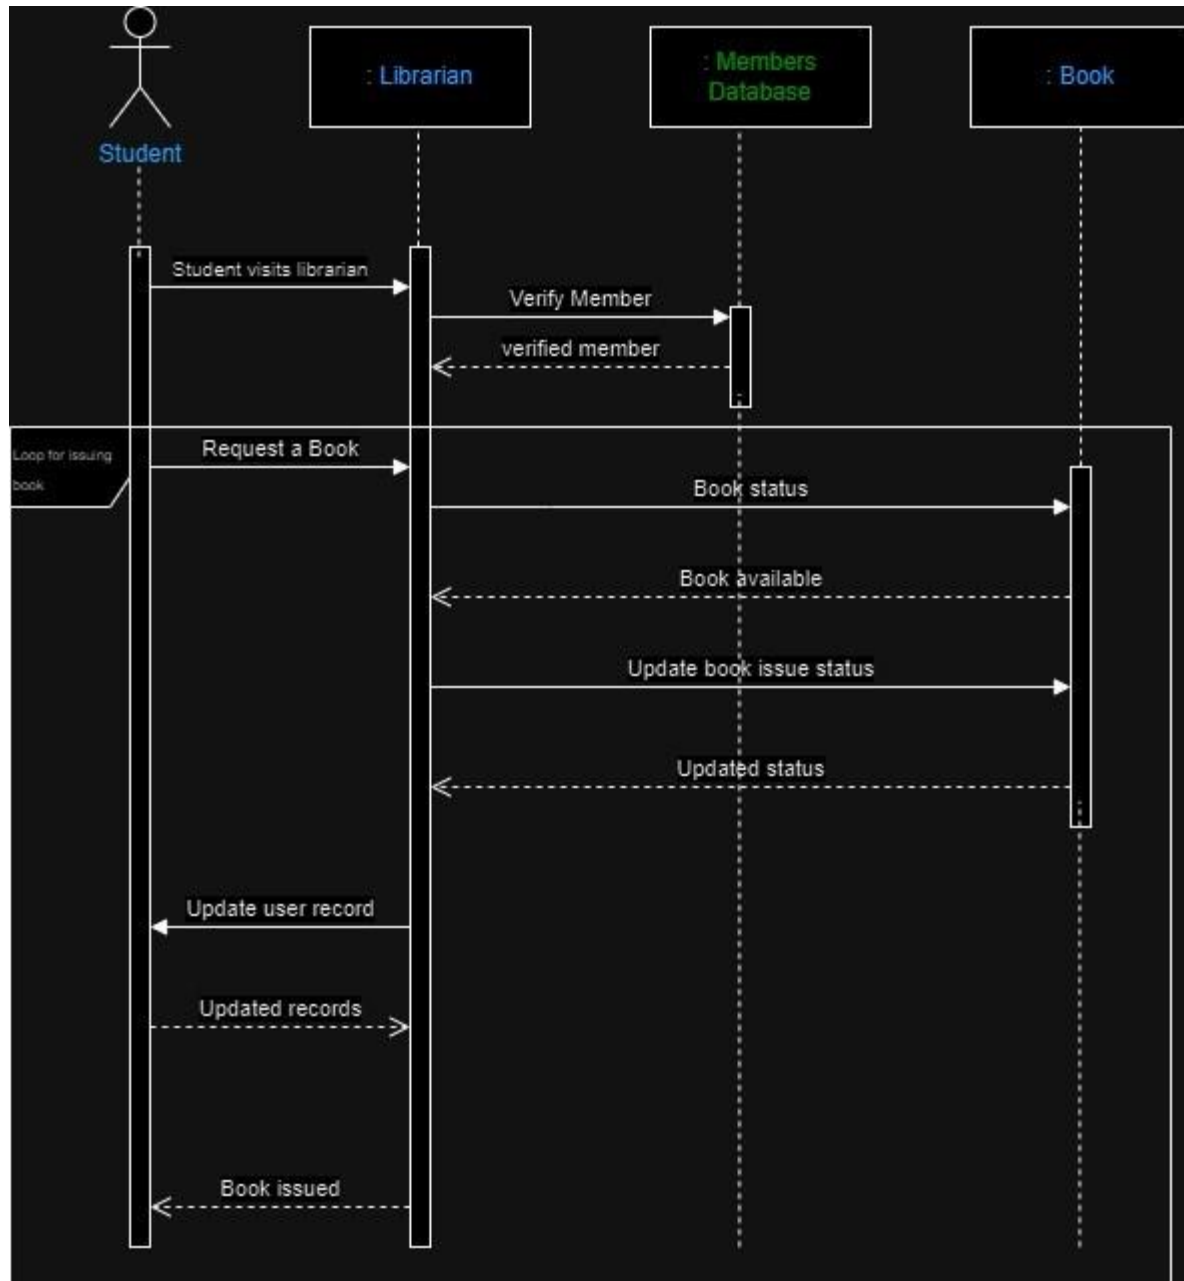 Student
: Librarian
: Members
Database
: Book
Student visits librarian
Verify Member
verified member
Loop for issuing
book
Request a Book
Book status
Book available
Update book issue status
Updated status
Update user record
Updated records
Book issued